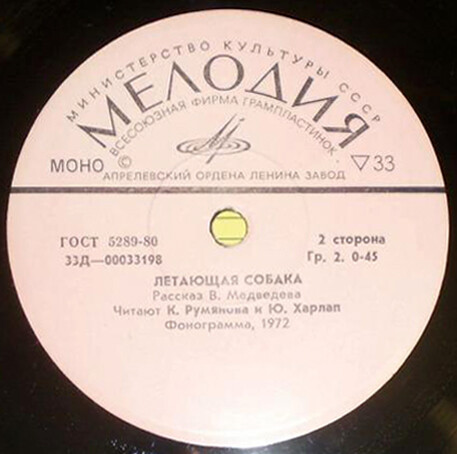 МИНИСТЕРСТВО КУЛЬТУРЫ СССР
МЕЛОДИЯ
ВСЕСОЮЗНАЯ ФИРМА ГРАМПЛАСТИНОК
МОНО © ▽33
АПРЕЛЕВСКИЙ ОРДЕНА ЛЕНИНА ЗАВОД
ГОСТ 5289-80 2 сторона
33Д—00033198 Гр. 2. 0-45
ЛЕТАЮЩАЯ СОБАКА
Рассказ В. Медведева
Читают К. Румянова и Ю. Харлап
Фонограмма, 1972